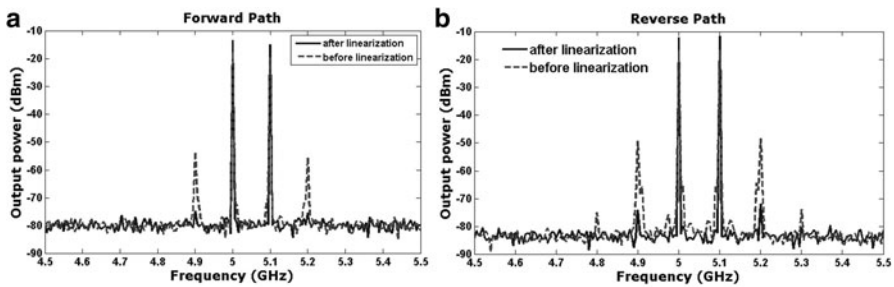 a
Forward Path
after linearization
before linearization
Output power (dBm)
-10
-20
-30
-40
-50
-60
-70
-80
-90
4.5 4.6 4.7 4.8 4.9 5 5.1 5.2 5.3 5.4 5.5
Frequency (GHz)
b
Reverse Path
after linearization
before linearization
Output power (dBm)
-10
-20
-30
-40
-50
-60
-70
-80
-90
4.5 4.6 4.7 4.8 4.9 5 5.1 5.2 5.3 5.4 5.5
Frequency (GHz)